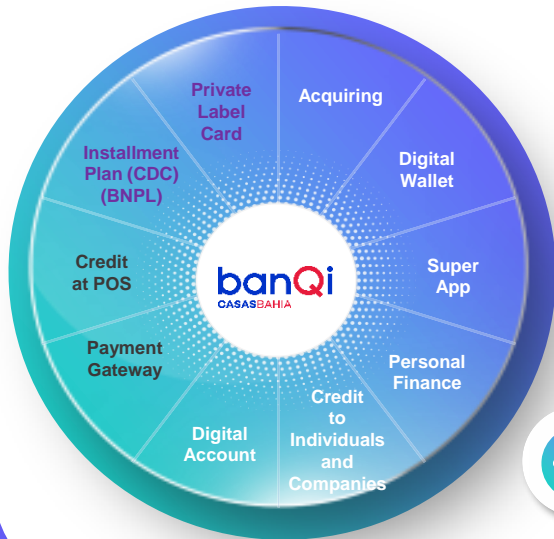 Private
Label
Card
Acquiring
Installment
Plan (CDC)
(BNPL)
Digital
Wallet
Credit
at POS
banQi
CASASBAHIA
Super
App
Payment
Gateway
Personal
Finance
Digital
Account
Credit
to
Individuals
and
Companies